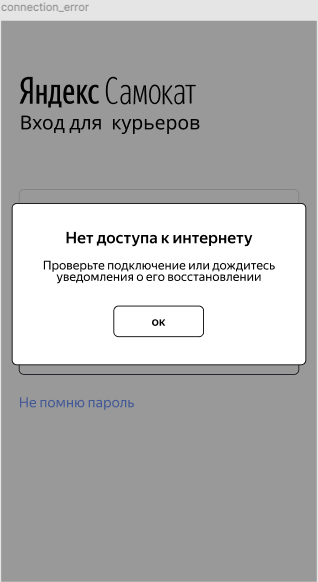 connection_error
Яндекс Самокат
Вход для курьеров
Нет доступа к интернету
Проверьте подключение или дождитесь
уведомления о его восстановлении
ок
Не помню пароль